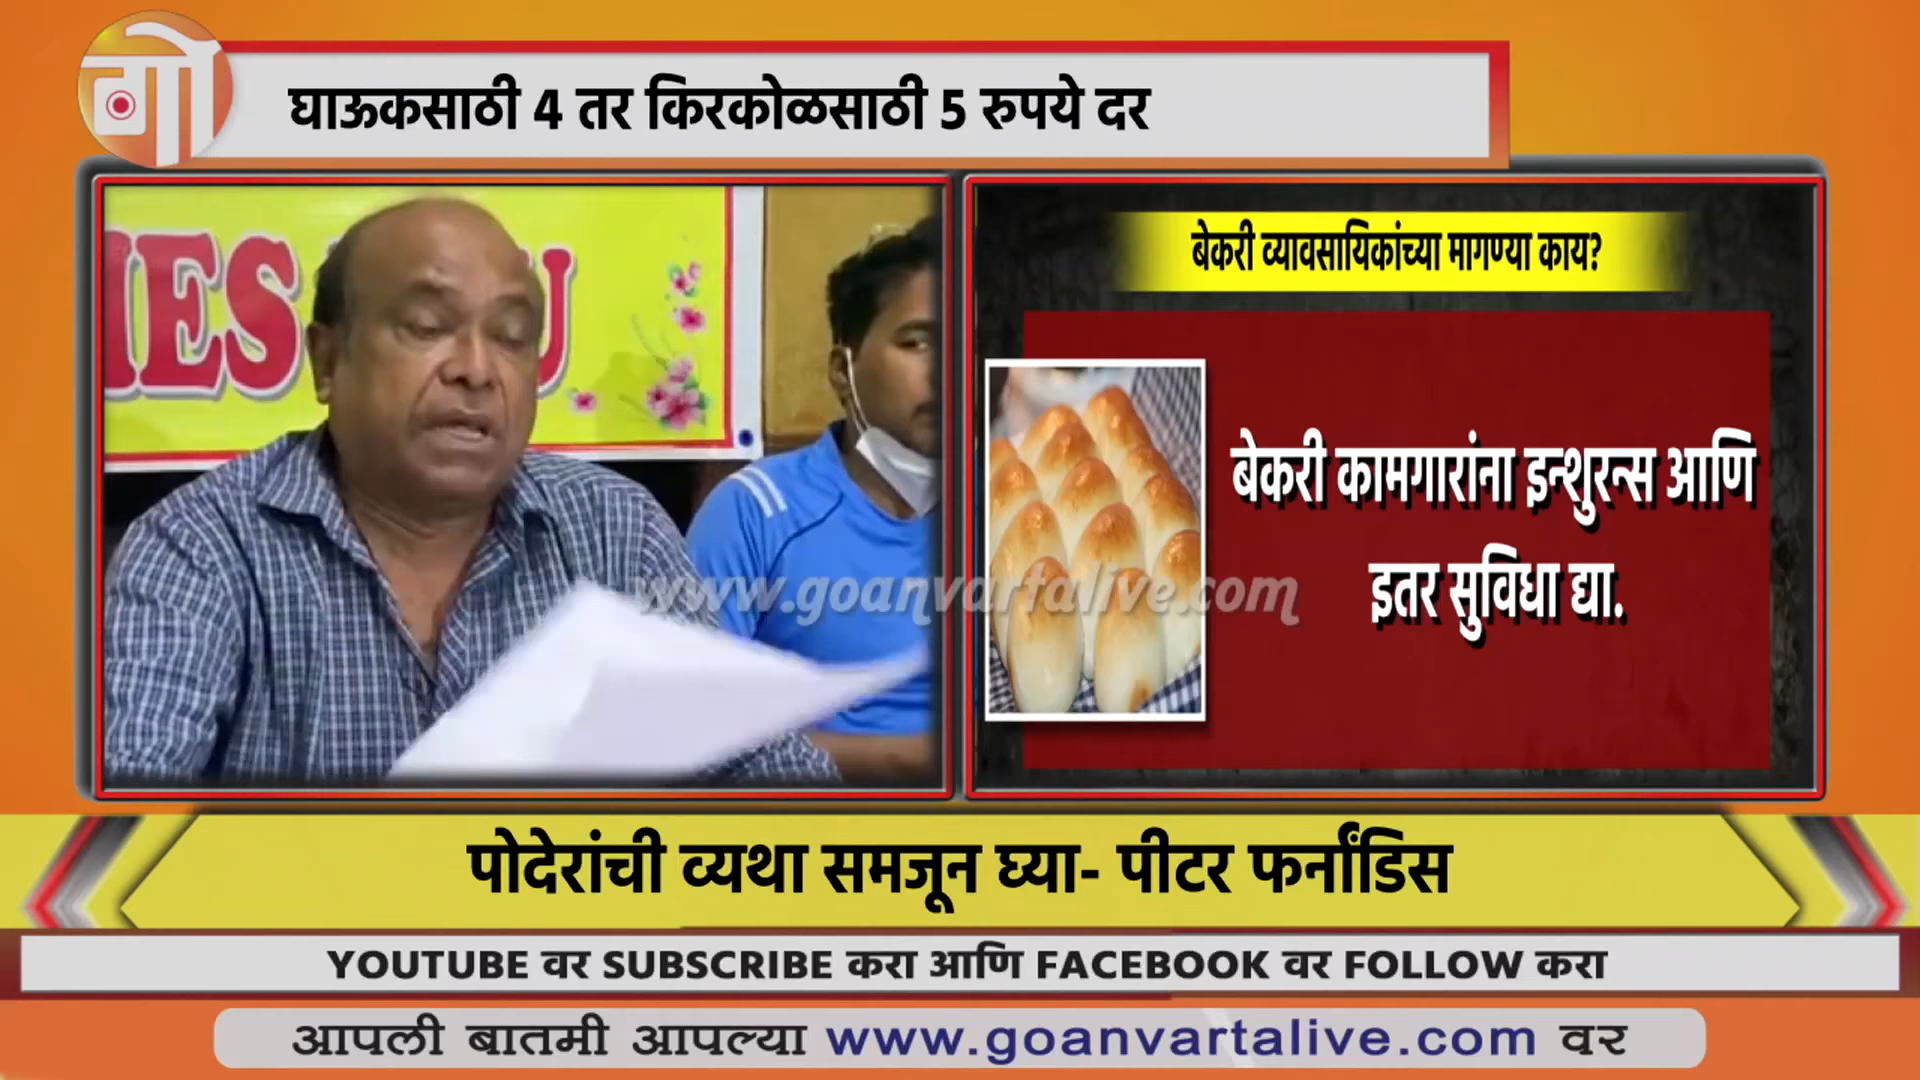 गो
घाऊकसाठी 4 तर किरकोळसाठी 5 रुपये दर
बेकरी व्यावसायिकांच्या मागण्या काय?
बेकरी कामगारांना इन्शुरन्स आणि
इतर सुविधा द्या.
www.goanvartalive.com
पोदेरांची व्यथा समजून घ्या- पीटर फर्नांडिस
YOUTUBE वर SUBSCRIBE करा आणि FACEBOOK वर FOLLOW करा
आपली बातमी आपल्या www.goanvartalive.com वर